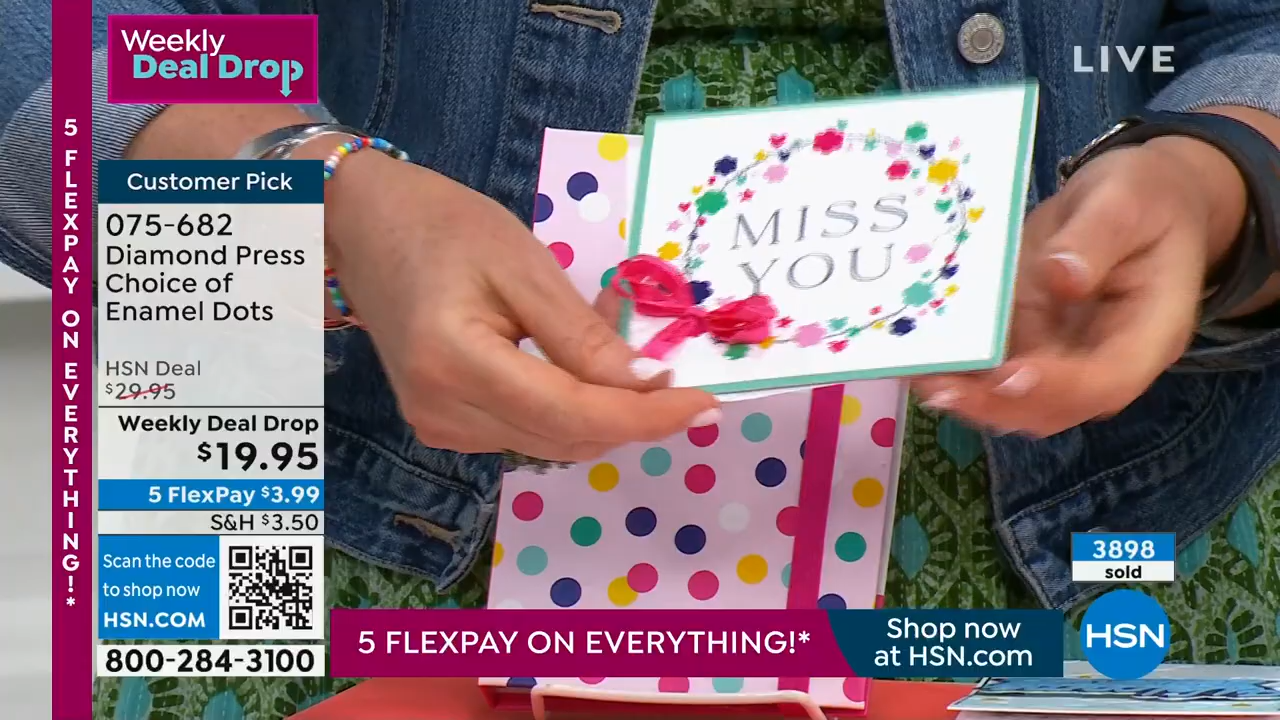 Weekly
Deal Drop
LIVE
5 FLEXPAY ON EVERYTHING!*
Customer Pick
075-682
Diamond Press
Choice of
Enamel Dots
HSN Deal
$29.95
Weekly Deal Drop
$19.95
5 FlexPay $3.99
S&H $3.50
Scan the code
to shop now
HSN.COM
800-284-3100
MISS
YOU
3898
sold
5 FLEXPAY ON EVERYTHING!*
Shop now
at HSN.com
HSN